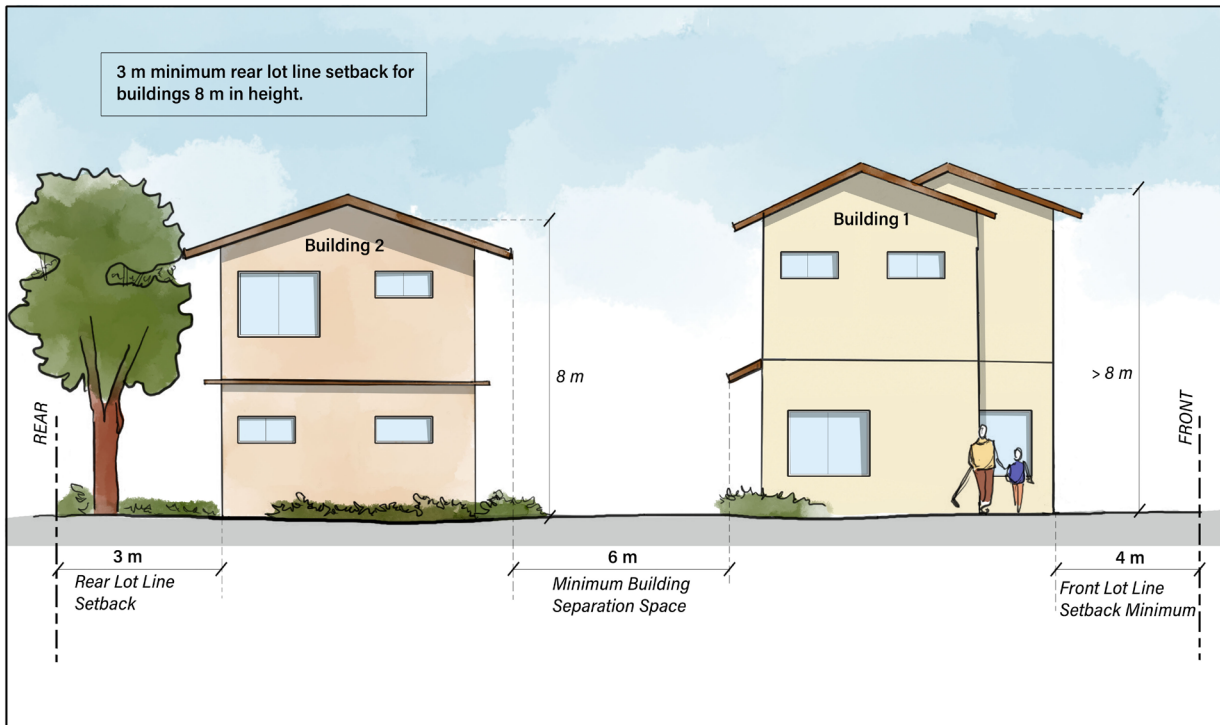 3 m minimum rear lot line setback for
buildings 8 m in height.
Building 2
Building 1
8 m
> 8 m
REAR
FRONT
3 m
Rear Lot Line
Setback
6 m
Minimum Building
Separation Space
4 m
Front Lot Line
Setback Minimum